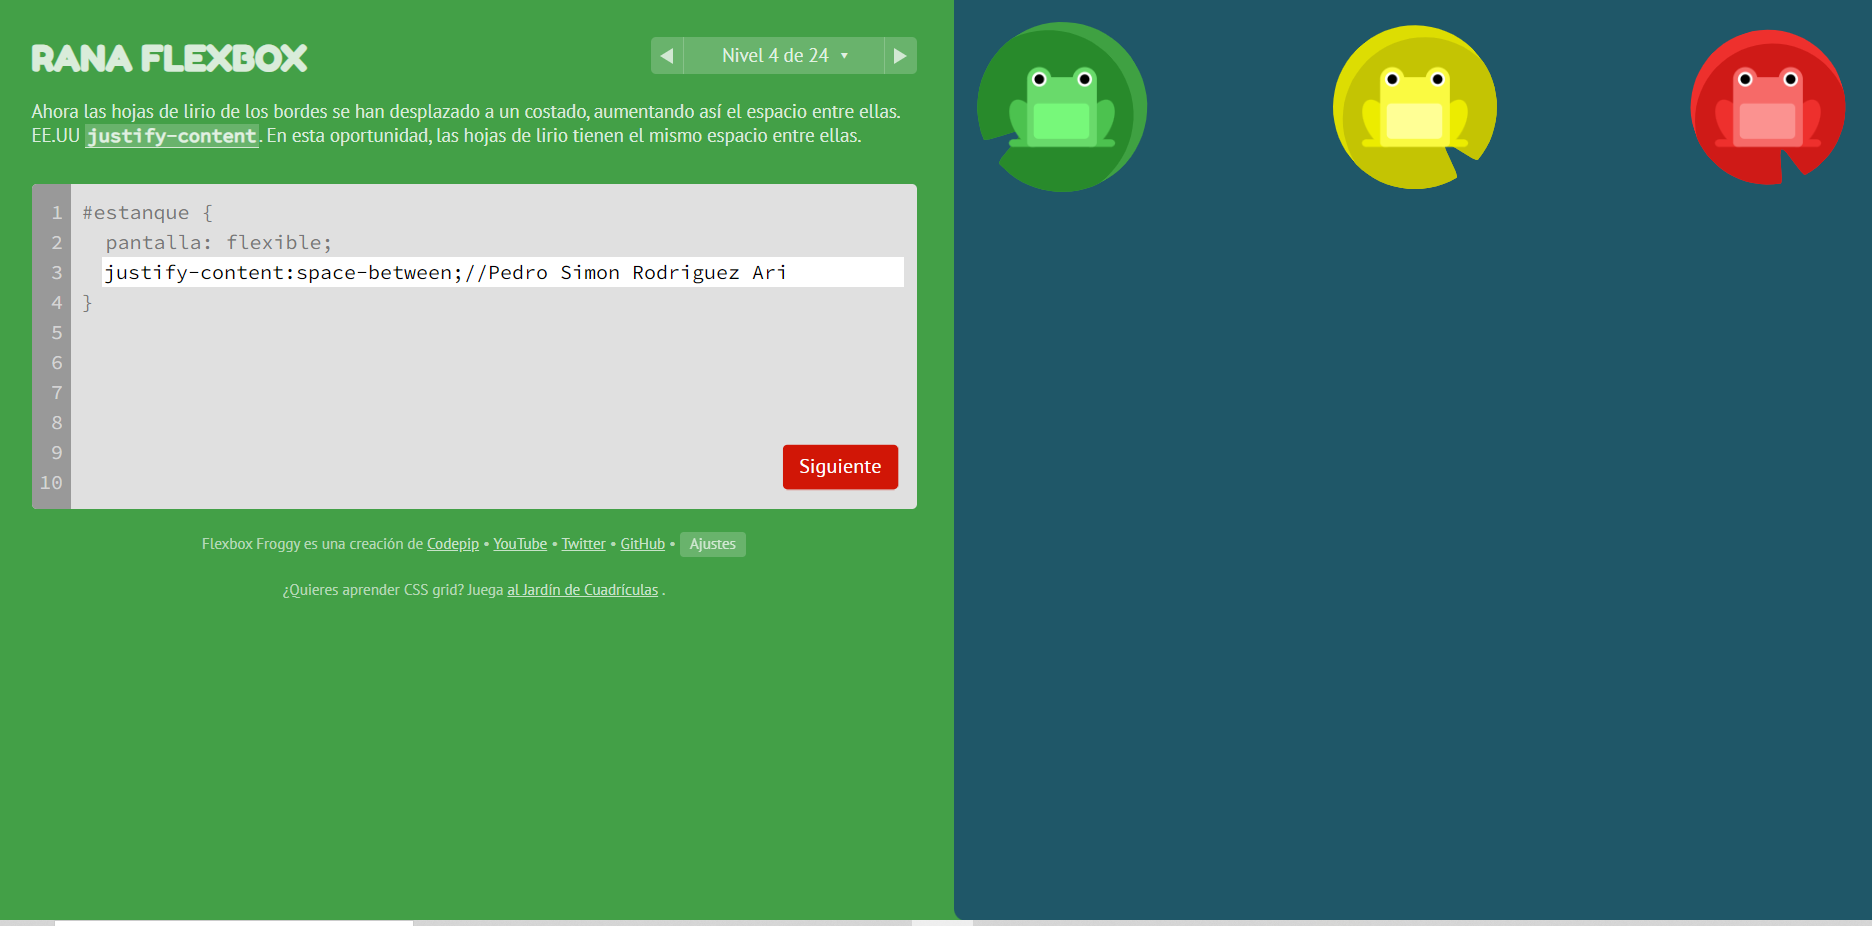 RANA FLEXBOX
Nivel 4 de 24
Ahora las hojas de lirio de los bordes se han desplazado a un costado, aumentando así el espacio entre ellas.
EE.UU justify-content. En esta oportunidad, las hojas de lirio tienen el mismo espacio entre ellas.
1 #estanque {
2 pantalla: flexible;
3 justify-content:space-between;//Pedro Simon Rodriguez Ari
4 }
5
6
7
8
9
10
Siguiente
Flexbox Froggy es una creación de Codepip • YouTube • Twitter • GitHub • Ajustes
¿Quieres aprender CSS grid? Juega al Jardín de Cuadrículas .